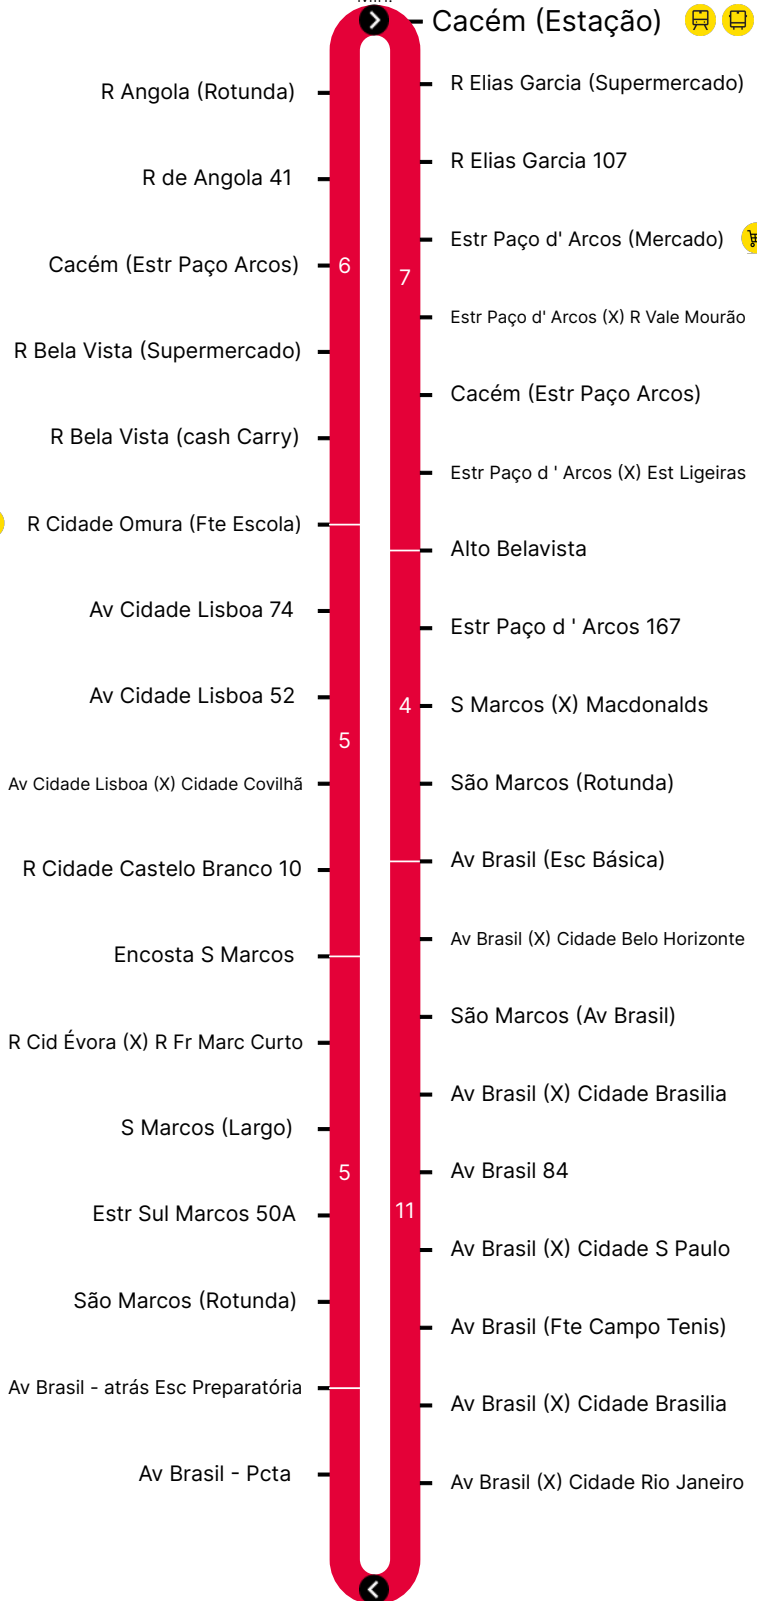 Min.
Cacém (Estação)
R Angola (Rotunda)
R Elias Garcia (Supermercado)
R de Angola 41
R Elias Garcia 107
Cacém (Estr Paço Arcos)
6
7
Estr Paço d' Arcos (Mercado)
R Bela Vista (Supermercado)
Estr Paço d' Arcos (X) R Vale Mourão
R Bela Vista (cash Carry)
Cacém (Estr Paço Arcos)
R Cidade Omura (Fte Escola)
Estr Paço d ' Arcos (X) Est Ligeiras
Av Cidade Lisboa 74
Alto Belavista
Av Cidade Lisboa 52
Estr Paço d ' Arcos 167
5
4
S Marcos (X) Macdonalds
Av Cidade Lisboa (X) Cidade Covilhã
São Marcos (Rotunda)
R Cidade Castelo Branco 10
Av Brasil (Esc Básica)
Encosta S Marcos
Av Brasil (X) Cidade Belo Horizonte
R Cid Évora (X) R Fr Marc Curto
São Marcos (Av Brasil)
S Marcos (Largo)
Av Brasil (X) Cidade Brasilia
5
Av Brasil 84
Estr Sul Marcos 50A
11
Av Brasil (X) Cidade S Paulo
São Marcos (Rotunda)
Av Brasil (Fte Campo Tenis)
Av Brasil - atrás Esc Preparatória
Av Brasil (X) Cidade Brasilia
Av Brasil - Pcta
Av Brasil (X) Cidade Rio Janeiro